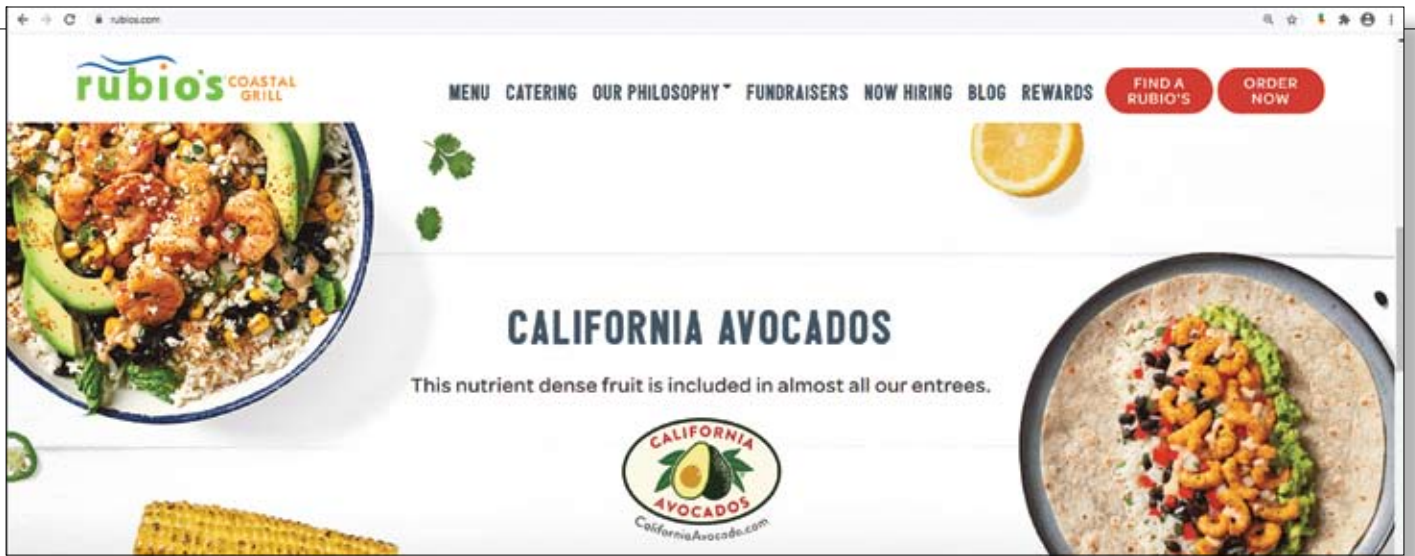 rubios.com
rubio's COASTAL GRILL
MENU CATERING OUR PHILOSOPHY FUNDRAISERS NOW HIRING BLOG REWARDS FIND A RUBIO'S ORDER NOW
CALIFORNIA AVOCADOS
This nutrient dense fruit is included in almost all our entrees.
CALIFORNIA
AVOCADOS
CaliforniaAvocado.com